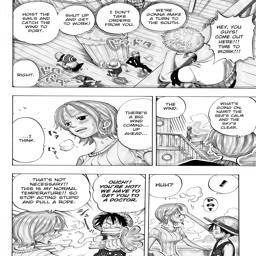 HEY, YOU
GUYS!
COME OUT
HERE!!!
TIME TO
WORK!!!
WE'RE GONNA
MAKE A TURN
TO THE
SOUTH.
I DON'T
TAKE
ORDERS
FROM YOU.
SHUT UP
AND GET
TO WORK!
HOIST THE
SAILS AND
CATCH THE
WIND TO
PORT.
RIGHT.
WHAT'S GOING
ON, NAMI? THE
SEA'S CALM
AND THE
SKY'S
CLEAR.
THE
WIND.
THERE'S
A BIG
WIND
COMING...
UP
AHEAD...
...I
THINK.
HUH?
OUCH!!
YOU'RE HOT!
WE HAVE TO
GET YOU TO
A DOCTOR.
THAT'S NOT
NECESSARY!!
THIS IS MY NORMAL
TEMPERATURE!! SO
STOP ACTING STUPID
AND PULL A ROPE.